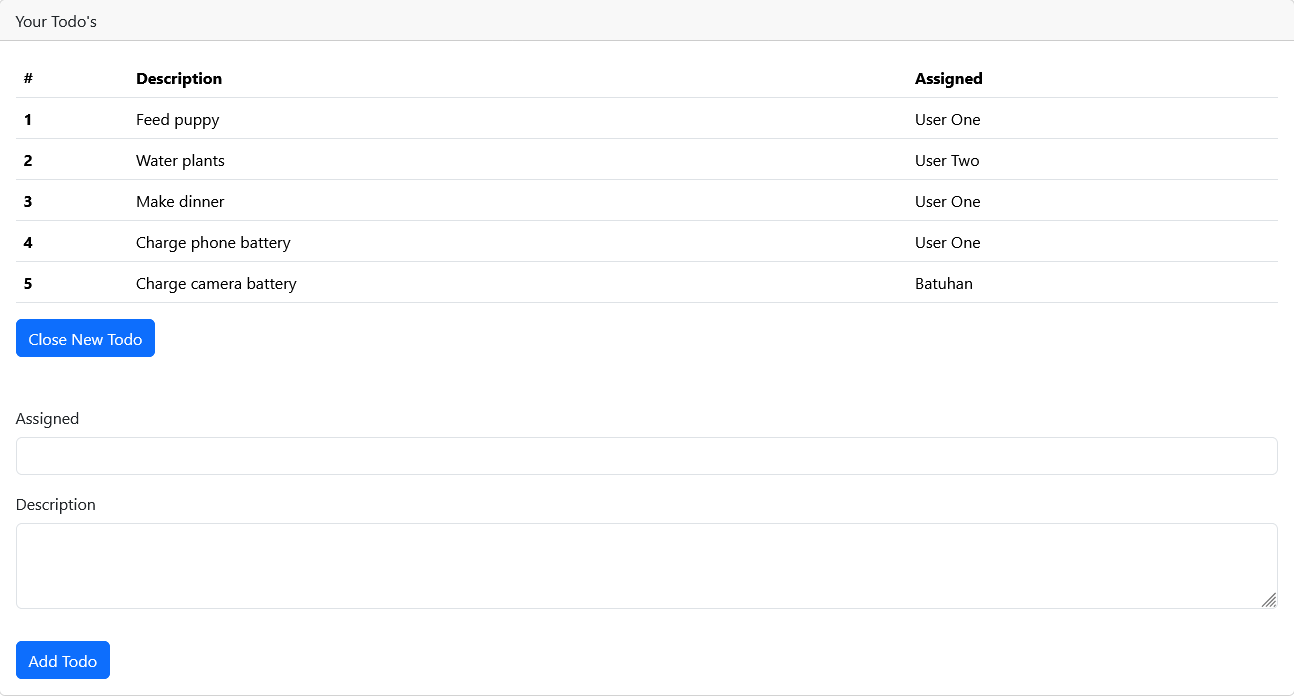 Your Todo's
# Description Assigned
1 Feed puppy User One
2 Water plants User Two
3 Make dinner User One
4 Charge phone battery User One
5 Charge camera battery Batuhan
Close New Todo
Assigned
Description
Add Todo